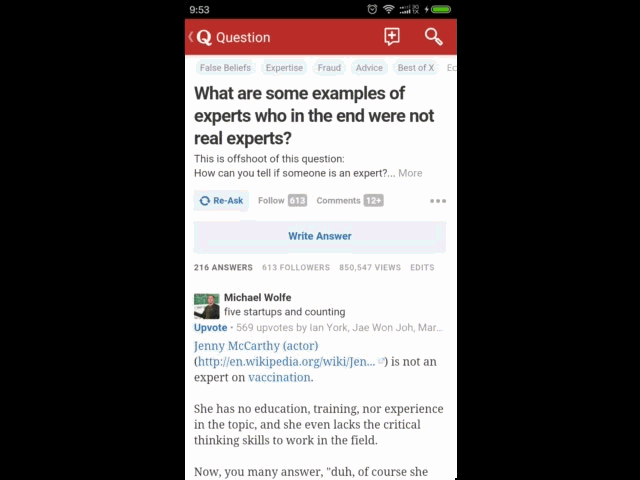 9:53
2G
1X
Q Question
False Beliefs Expertise Fraud Advice Best of X Ec
What are some examples of
experts who in the end were not
real experts?
This is offshoot of this question:
How can you tell if someone is an expert?... More
Re-Ask Follow 613 Comments 12+
Write Answer
216 ANSWERS 613 FOLLOWERS 850,547 VIEWS EDITS
Michael Wolfe
five startups and counting
Upvote • 569 upvotes by Ian York, Jae Won Joh, Mar...
Jenny McCarthy (actor)
(http://en.wikipedia.org/wiki/Jen... ) is not an
expert on vaccination.
She has no education, training, nor experience
in the topic, and she even lacks the critical
thinking skills to work in the field.
Now, you many answer, "duh, of course she